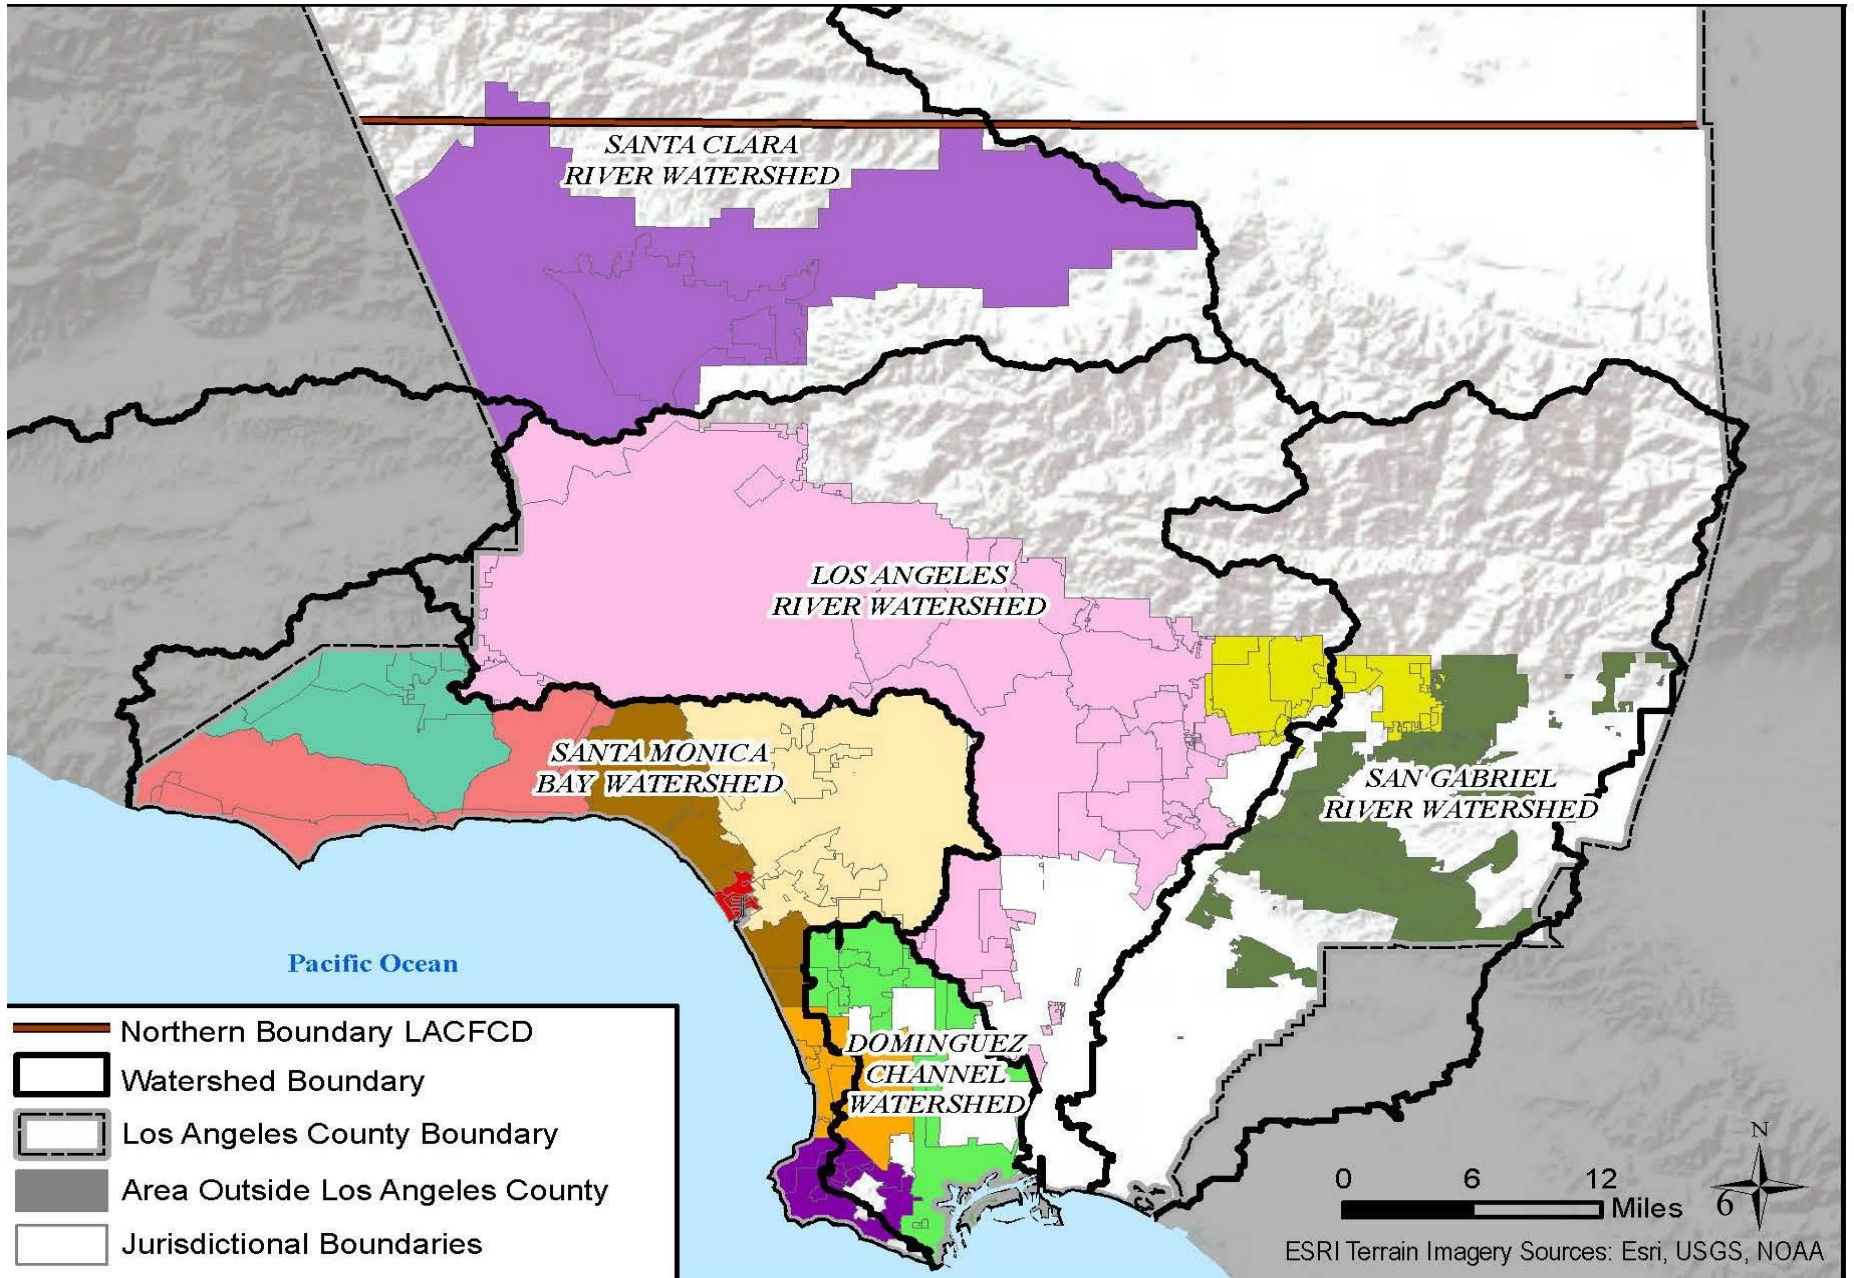 SANTA CLARA
RIVER WATERSHED
LOS ANGELES
RIVER WATERSHED
SANTA MONICA
BAY WATERSHED
SAN GABRIEL
RIVER WATERSHED
Pacific Ocean
DOMINGUEZ
CHANNEL
WATERSHED
Northern Boundary LACFCD
Watershed Boundary
Los Angeles County Boundary
Area Outside Los Angeles County
Jurisdictional Boundaries
N
0 6 12
Miles
6
ESRI Terrain Imagery Sources: Esri, USGS, NOAA